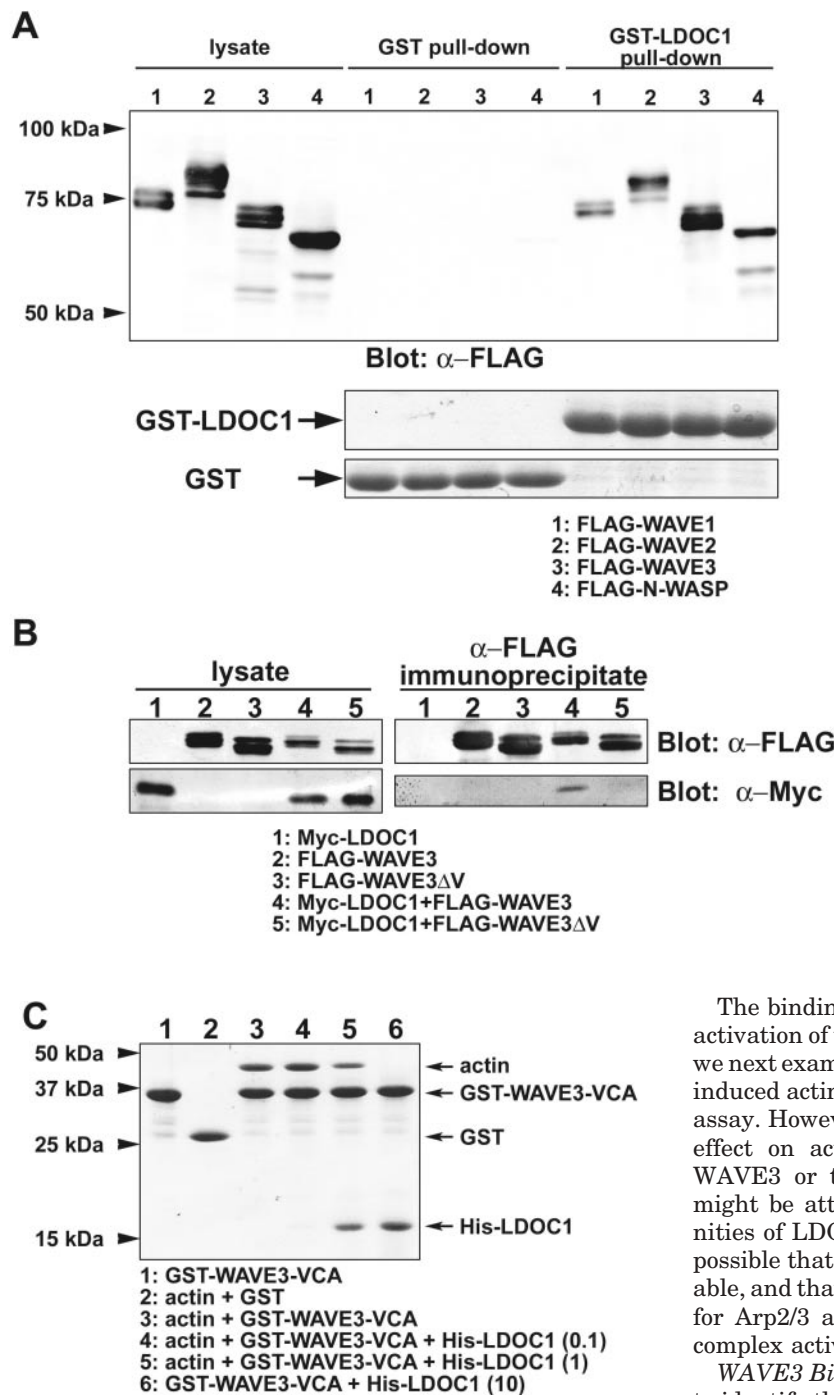 A
lysate
GST pull-down
GST-LDOC1
pull-down
1 2 3 4 1 2 3 4 1 2 3 4
100 kDa
75 kDa
50 kDa
Blot: α–FLAG
GST-LDOC1
GST
1: FLAG-WAVE1
2: FLAG-WAVE2
3: FLAG-WAVE3
4: FLAG-N-WASP
B
lysate
α–FLAG
immunoprecipitate
1 2 3 4 5 1 2 3 4 5
Blot: α–FLAG
Blot: α–Myc
1: Myc-LDOC1
2: FLAG-WAVE3
3: FLAG-WAVE3ΔV
4: Myc-LDOC1+FLAG-WAVE3
5: Myc-LDOC1+FLAG-WAVE3ΔV
C
1 2 3 4 5 6
50 kDa
37 kDa
25 kDa
15 kDa
actin
GST-WAVE3-VCA
GST
His-LDOC1
1: GST-WAVE3-VCA
2: actin + GST
3: actin + GST-WAVE3-VCA
4: actin + GST-WAVE3-VCA + His-LDOC1 (0.1)
5: actin + GST-WAVE3-VCA + His-LDOC1 (1)
6: GST-WAVE3-VCA + His-LDOC1 (10)
The bindin
activation of
we next exam
induced actin
assay. Howev
effect on ac
WAVE3 or t
might be att
nities of LDO
possible that
able, and tha
for Arp2/3 a
complex activ
WAVE3 Bi